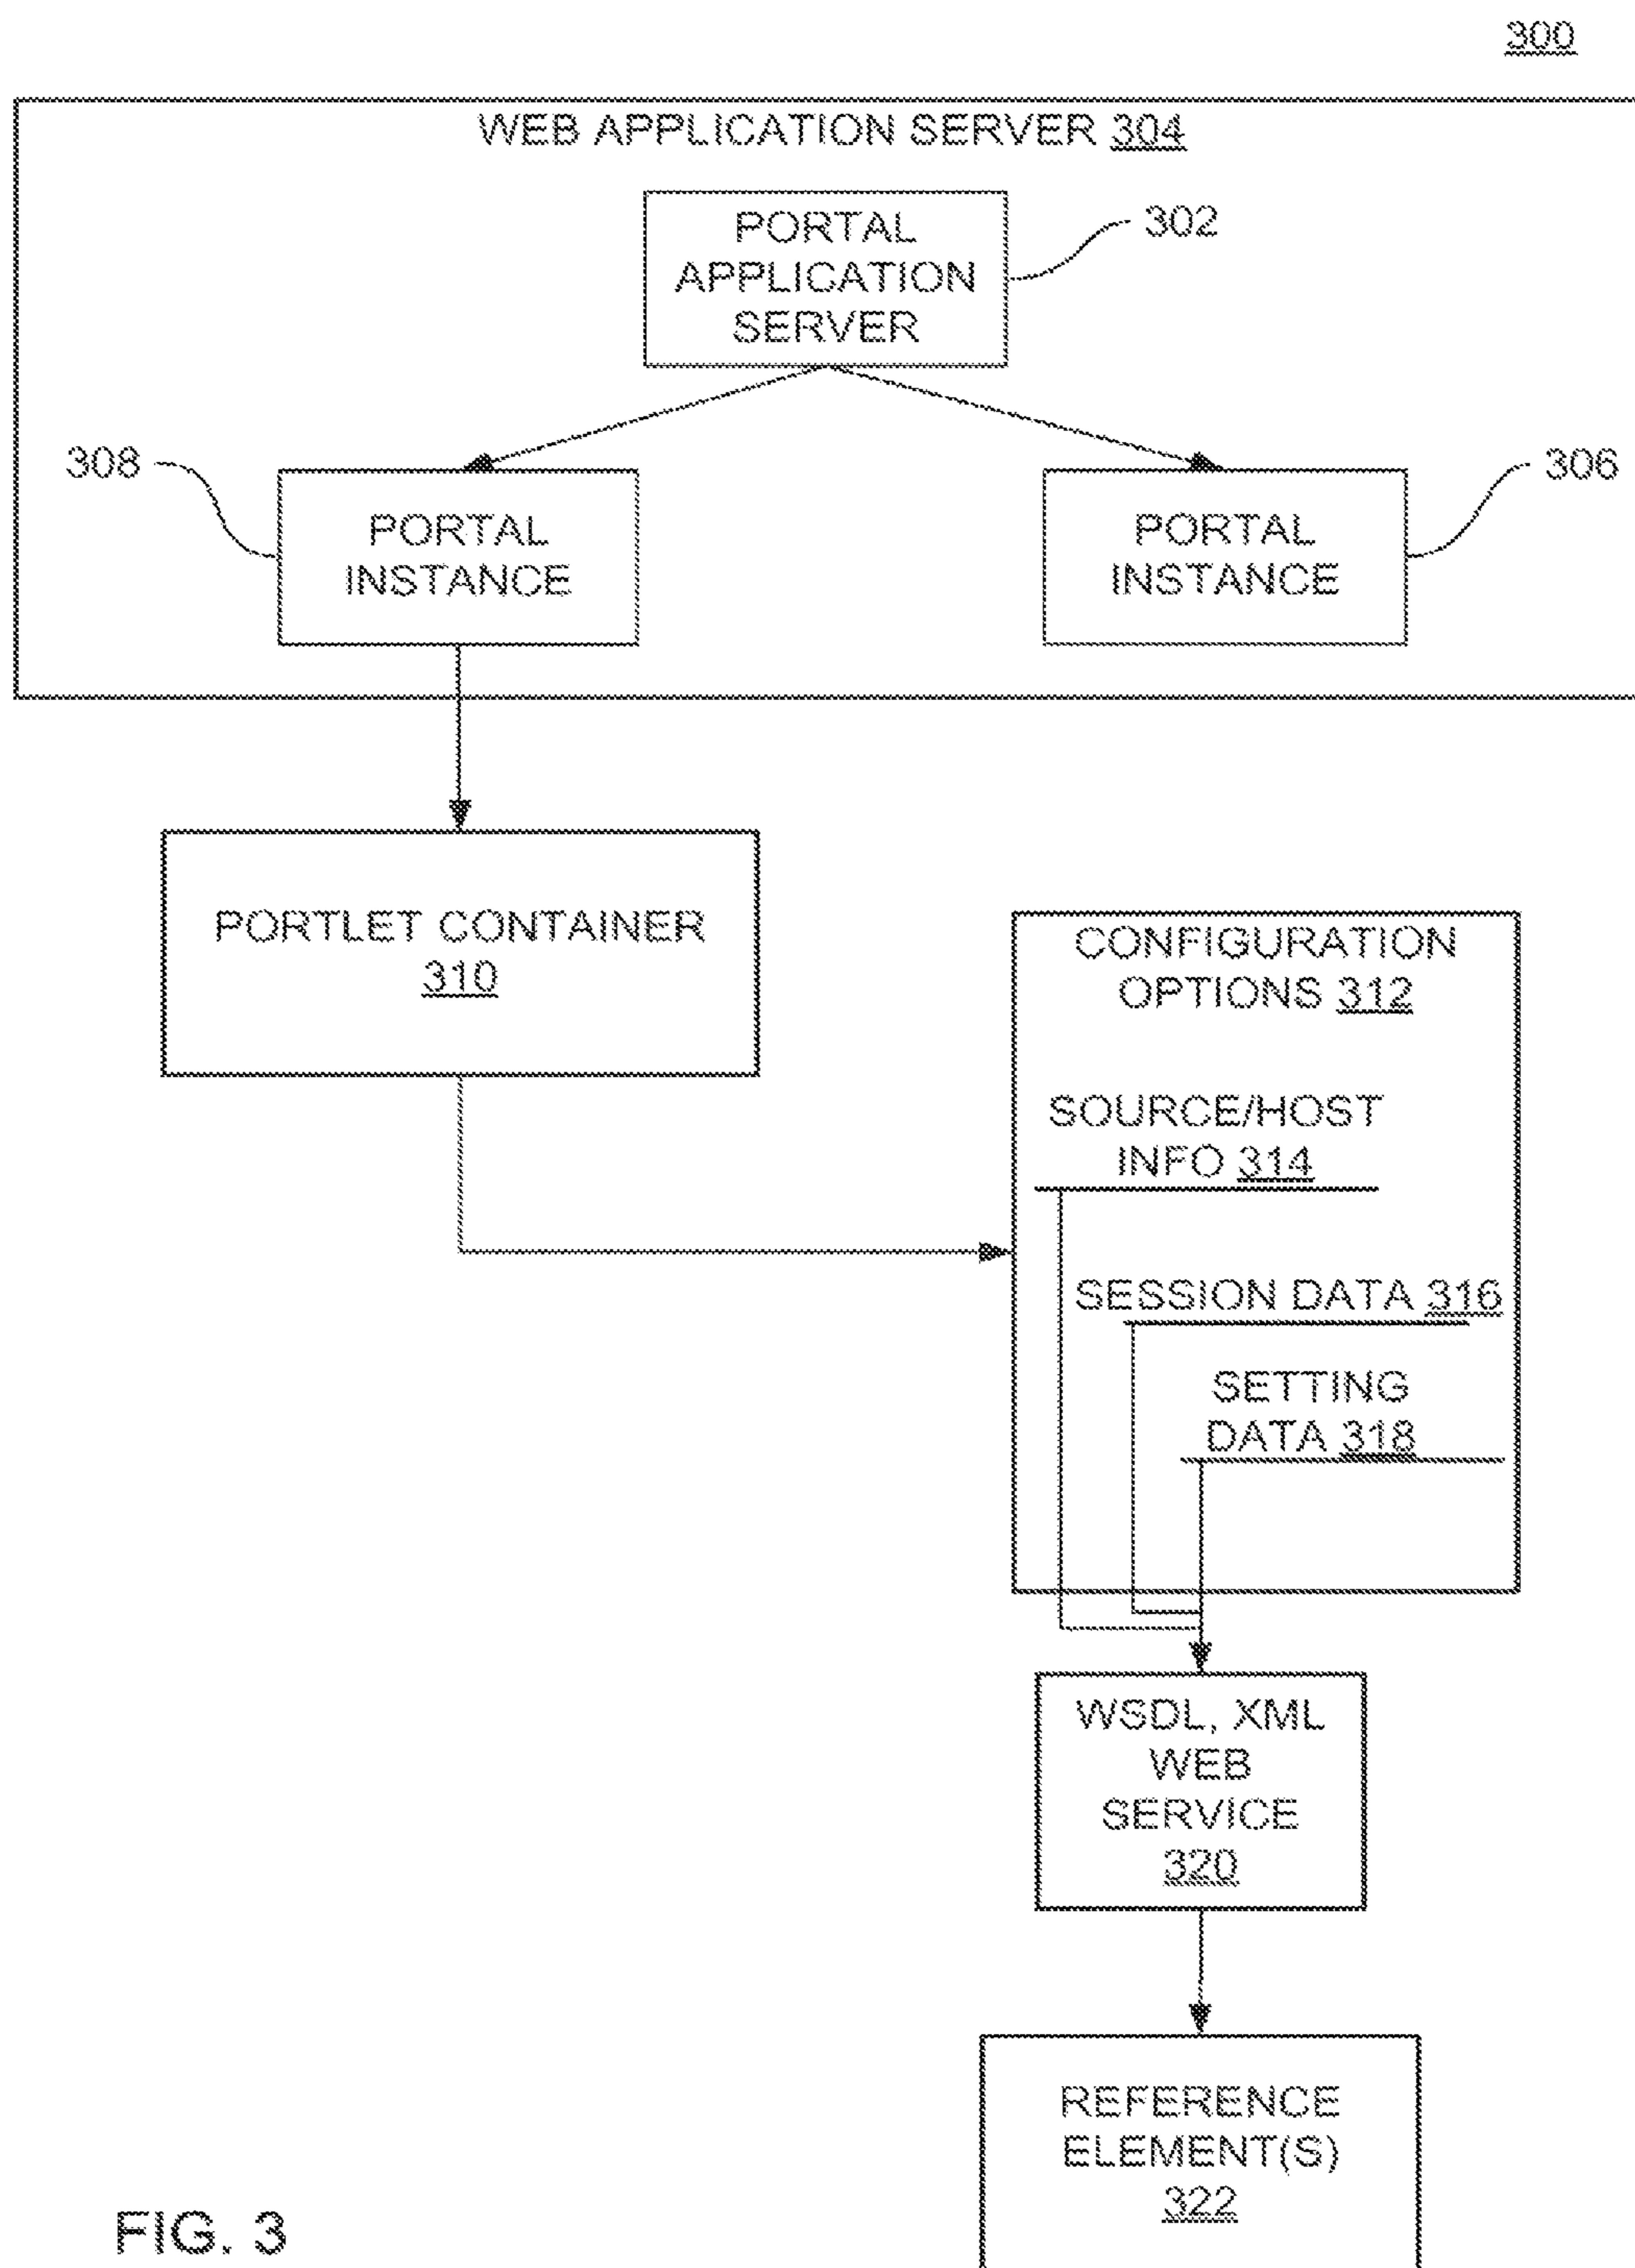 300
WEB APPLICATION SERVER 304
PORTAL
APPLICATION
SERVER
302
308
306
PORTAL
INSTANCE
PORTAL
INSTANCE
PORTLET CONTAINER
310
CONFIGURATION
OPTIONS 312
SOURCE/HOST
INFO 314
SESSION DATA 316
SETTING
DATA 318
WSDL, XML
WEB
SERVICE
320
REFERENCE
ELEMENT(S)
322
FIG. 3